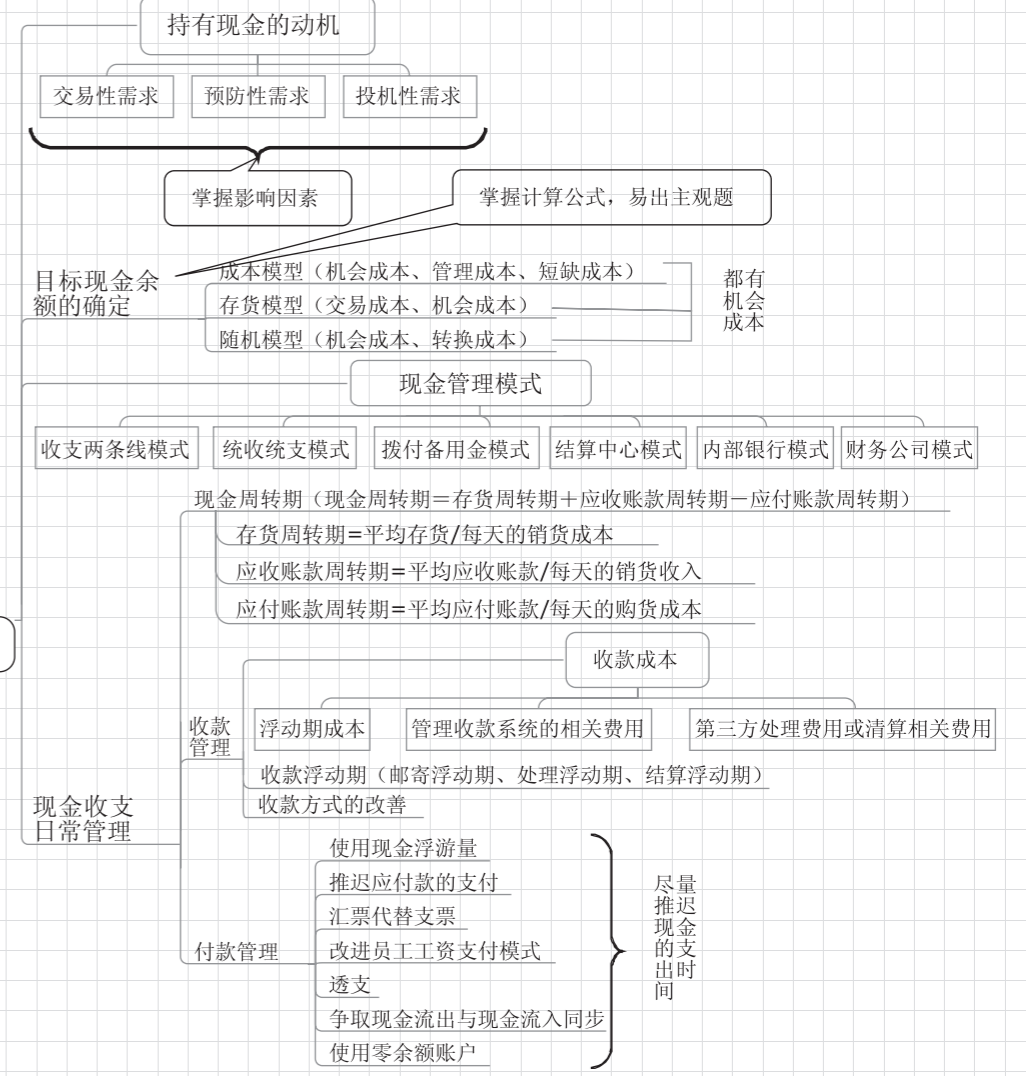 持有现金的动机
交易性需求
预防性需求
投机性需求
掌握影响因素
掌握计算公式，易出主观题
目标现金余
额的确定
成本模型（机会成本、管理成本、短缺成本）
存货模型（交易成本、机会成本）
随机模型（机会成本、转换成本）
都有
机会
成本
现金管理模式
收支两条线模式
统收统支模式
拨付备用金模式
结算中心模式
内部银行模式
财务公司模式
现金周转期（现金周转期＝存货周转期＋应收账款周转期－应付账款周转期）
存货周转期=平均存货/每天的销货成本
应收账款周转期=平均应收账款/每天的销货收入
应付账款周转期=平均应付账款/每天的购货成本
收款成本
浮动期成本
管理收款系统的相关费用
第三方处理费用或清算相关费用
收款
管理
收款浮动期（邮寄浮动期、处理浮动期、结算浮动期）
收款方式的改善
现金收支
日常管理
使用现金浮游量
推迟应付款的支付
汇票代替支票
付款管理
改进员工工资支付模式
透支
争取现金流出与现金流入同步
使用零余额账户
尽量
推迟
现金
的支
出时
间